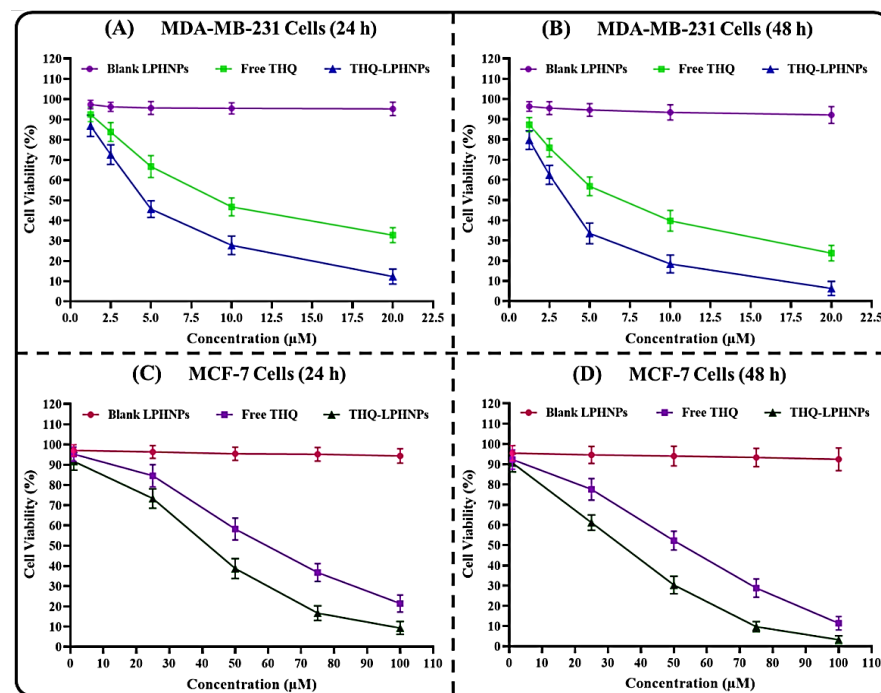 (A) MDA-MB-231 Cells (24 h)
Blank LPHNPs Free THQ THQ-LPHNPs
Cell Viability (%)
120
110
100
90
80
70
60
50
40
30
20
10
0
0.0 2.5 5.0 7.5 10.0 12.5 15.0 17.5 20.0 22.5
Concentration (µM)
(B) MDA-MB-231 Cells (48 h)
Blank LPHNPs Free THQ THQ-LPHNPs
Cell Viability (%)
120
110
100
90
80
70
60
50
40
30
20
10
0
0.0 2.5 5.0 7.5 10.0 12.5 15.0 17.5 20.0 22.5
Concentration (µM)
(C) MCF-7 Cells (24 h)
Blank LPHNPs Free THQ THQ-LPHNPs
Cell Viability (%)
120
110
100
90
80
70
60
50
40
30
20
10
0
0 10 20 30 40 50 60 70 80 90 100 110
Concentration (µM)
(D) MCF-7 Cells (48 h)
Blank LPHNPs Free THQ THQ-LPHNPs
Cell Viability (%)
120
110
100
90
80
70
60
50
40
30
20
10
0
0 10 20 30 40 50 60 70 80 90 100 110
Concentration (µM)